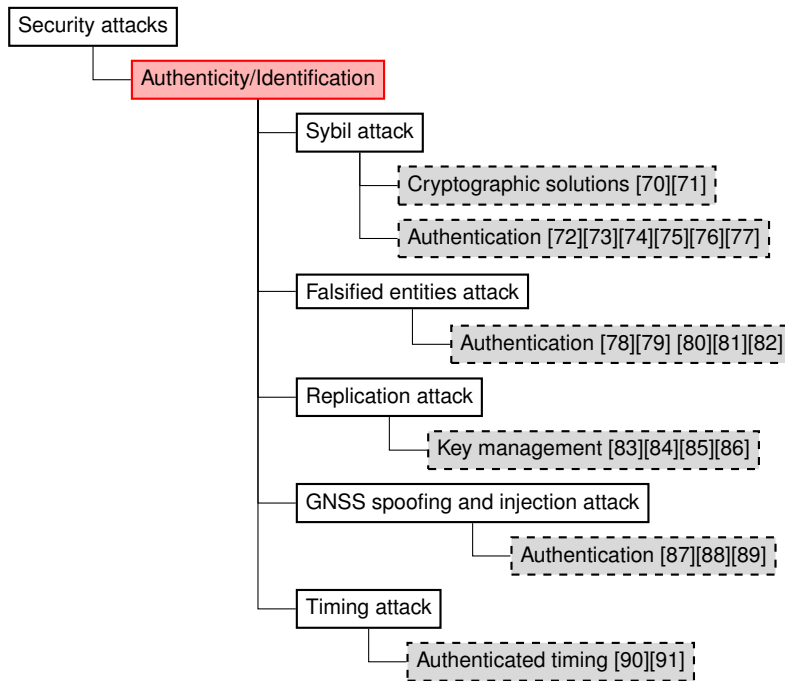 Security attacks
Authenticity/Identification
Sybil attack
Cryptographic solutions [70][71]
Authentication [72][73][74][75][76][77]
Falsified entities attack
Authentication [78][79] [80][81][82]
Replication attack
Key management [83][84][85][86]
GNSS spoofing and injection attack
Authentication [87][88][89]
Timing attack
Authenticated timing [90][91]